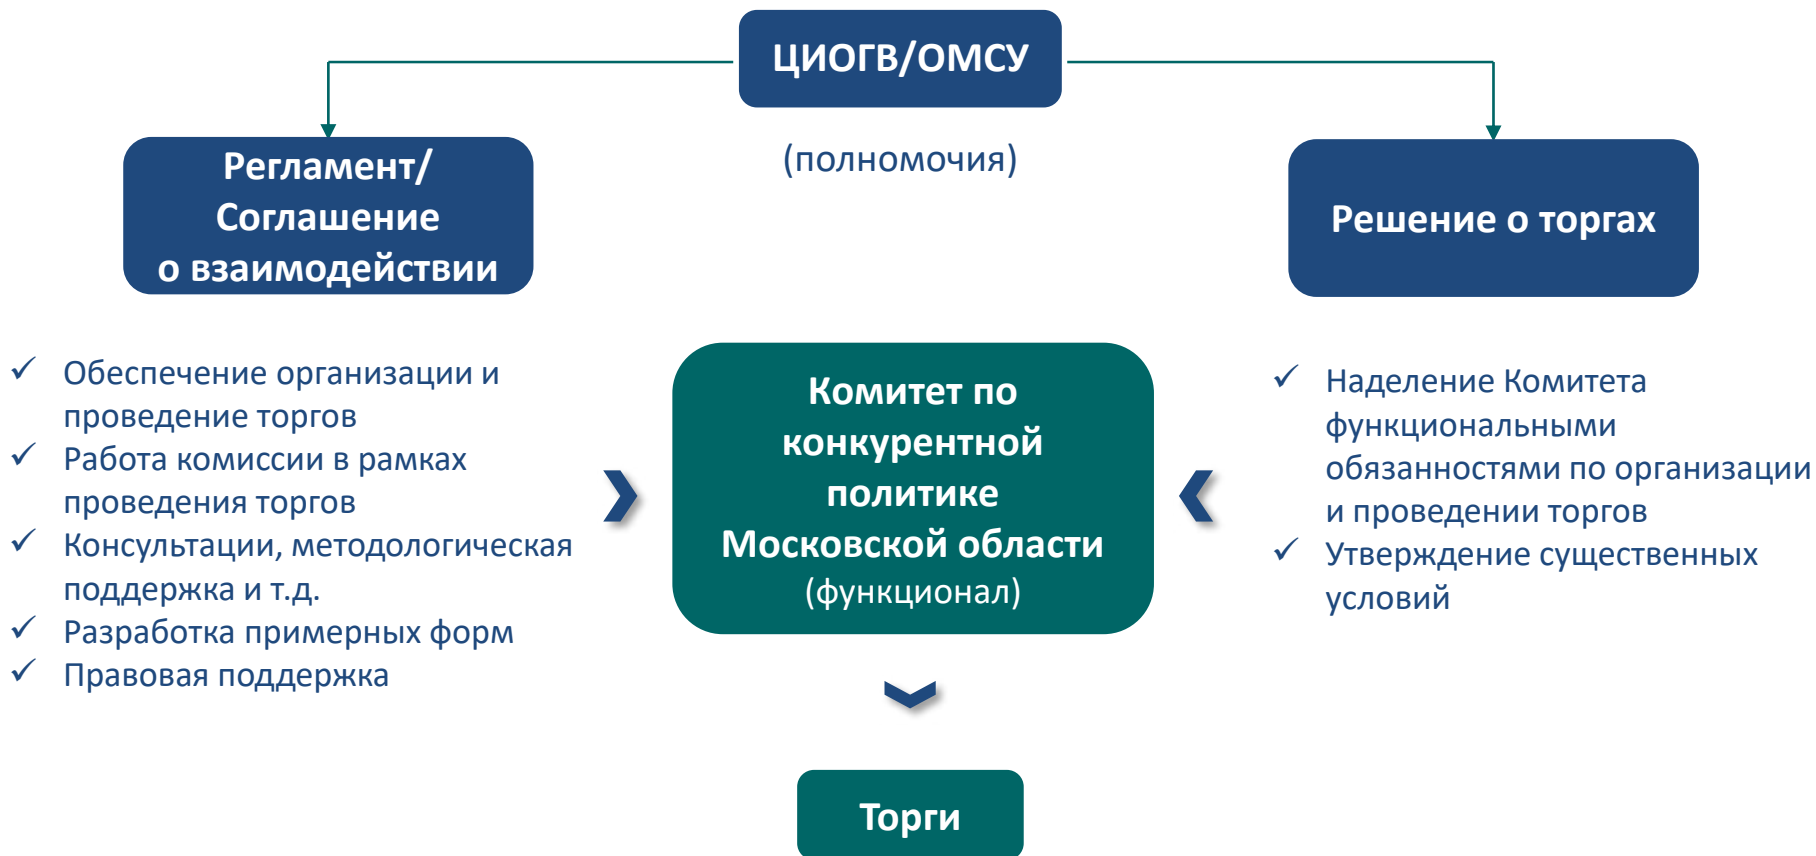 ЦИОГВ/ОМСУ
(полномочия)
Регламент/
Соглашение
о взаимодействии
Решение о торгах
✓ Обеспечение организации и
проведение торгов
✓ Работа комиссии в рамках
проведения торгов
✓ Консультации, методологическая
поддержка и т.д.
✓ Разработка примерных форм
✓ Правовая поддержка
Комитет по
конкурентной
политике
Московской области
(функционал)
✓ Наделение Комитета
функциональными
обязанностями по организации
и проведении торгов
✓ Утверждение существенных
условий
Торги